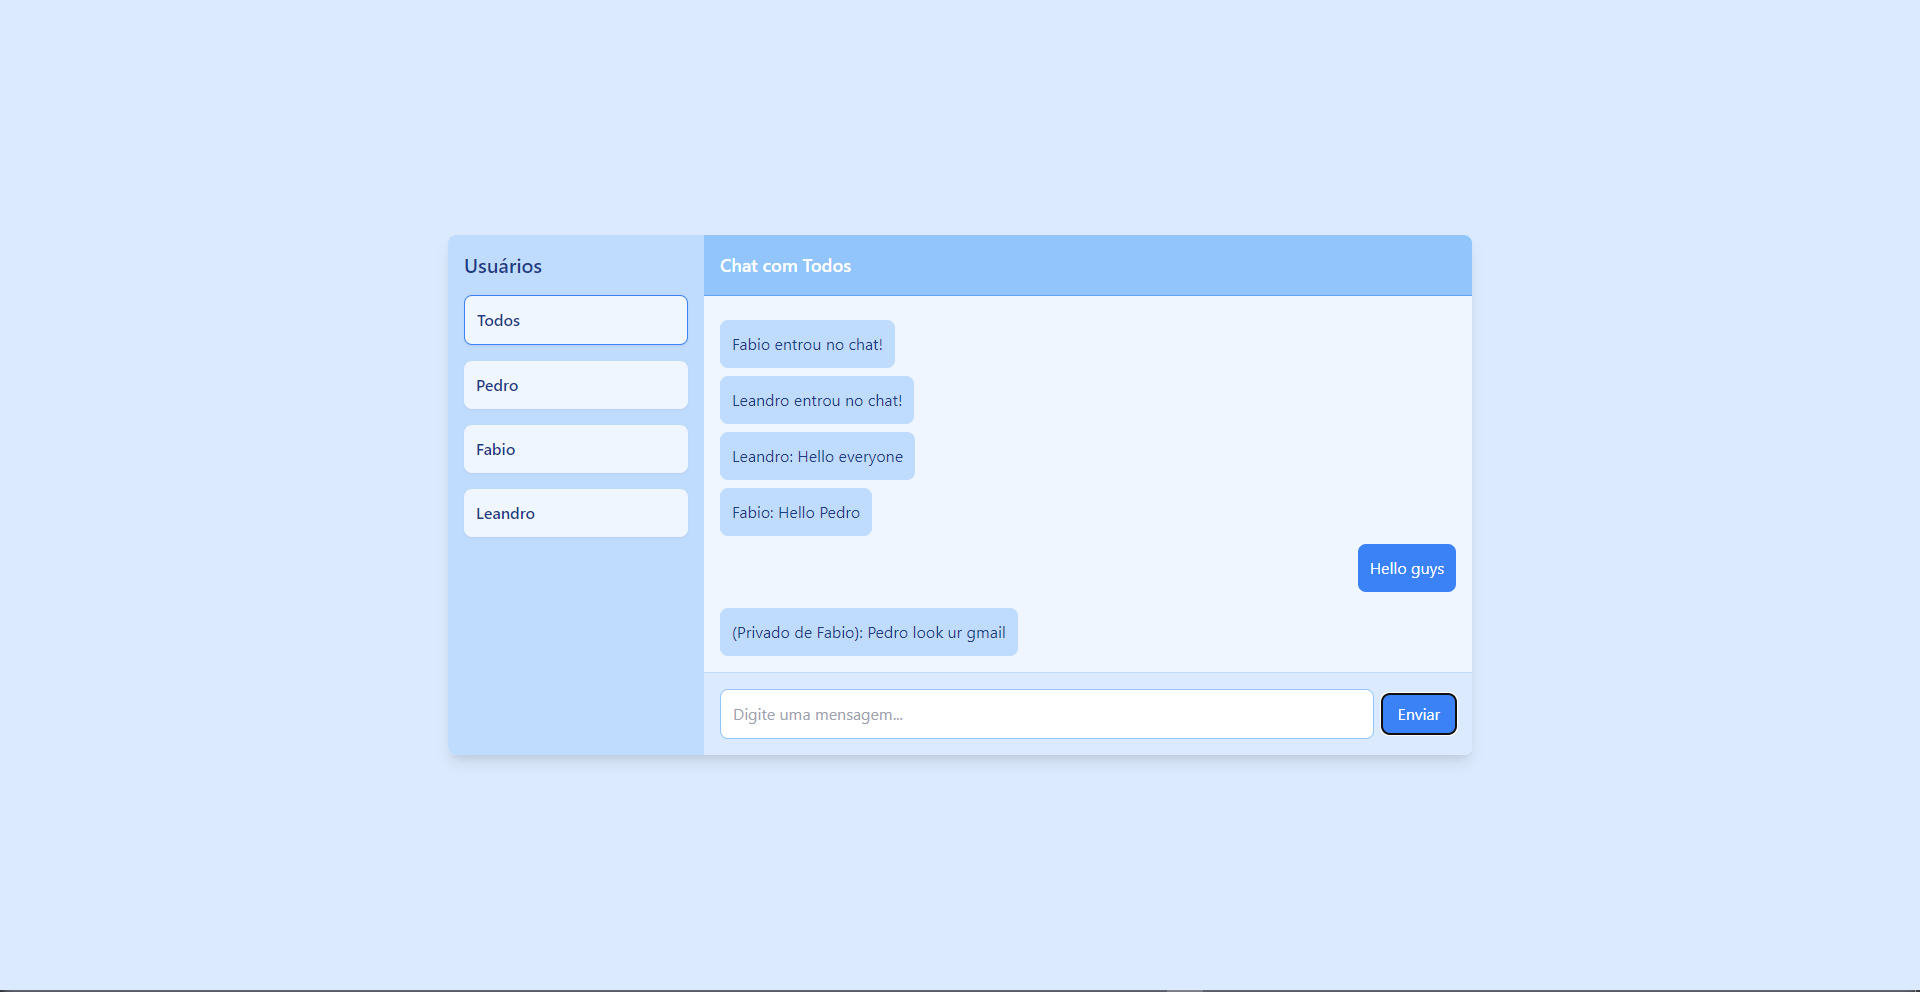 Usuários
Todos
Pedro
Fabio
Leandro
Chat com Todos
Fabio entrou no chat!
Leandro entrou no chat!
Leandro: Hello everyone
Fabio: Hello Pedro
Hello guys
(Privado de Fabio): Pedro look ur gmail
Digite uma mensagem...
Enviar